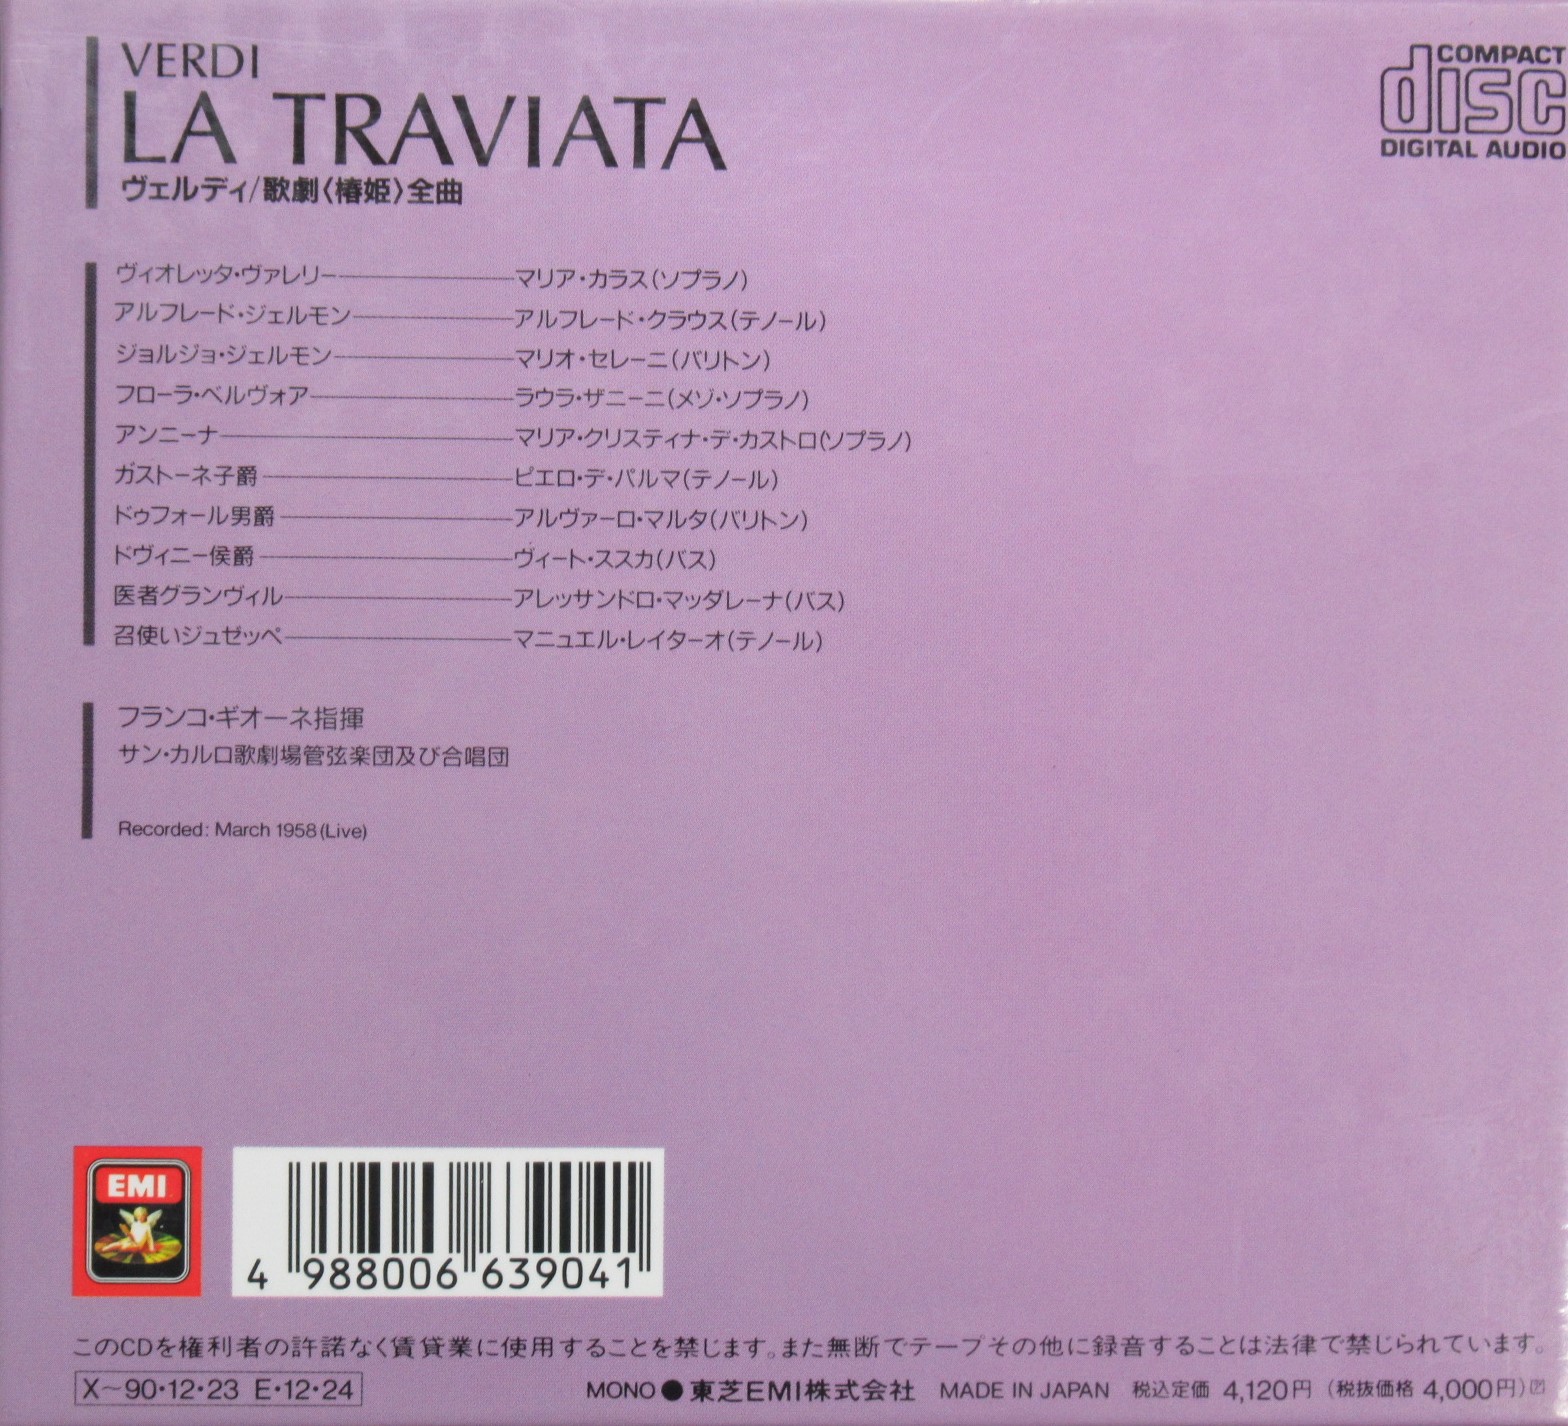 VERDI
LA TRAVIATA
ヴェルディ/歌劇〈椿姫〉全曲
COMPACT
disc
DIGITAL AUDIO
ヴィオレッタ・ヴァレリー――マリア・カラス(ソプラノ)
アルフレード・ジェルモン――アルフレード・クラウス(テノール)
ジョルジョ・ジェルモン――マリオ・セレーニ(バリトン)
フローラ・ベルヴォア――ラウラ・ザニーニ(メゾ・ソプラノ)
アンニーナ――マリア・クリスティナ・デ・カストロ(ソプラノ)
ガストーネ子爵――ピエロ・デ・パルマ(テノール)
ドゥフォール男爵――アルヴァーロ・マルタ(バリトン)
ドヴィニー侯爵――ヴィート・ススカ(バス)
医者グランヴィル――アレッサンドロ・マッダレーナ(バス)
召使いジュゼッペ――マニュエル・レイターオ(テノール)
フランコ・ギオーネ指揮
サン・カルロ歌劇場管弦楽団及び合唱団
Recorded: March 1958 (Live)
EMI
4 988006 639041
このCDを権利者の許諾なく賃貸業に使用することを禁じます。また無断でテープその他に録音することは法律で禁じられています。
X～90・12・23 E・12・24
MONO●東芝EMI株式会社 MADE IN JAPAN 税込定価 4,120円 (税抜価格 4,000円)